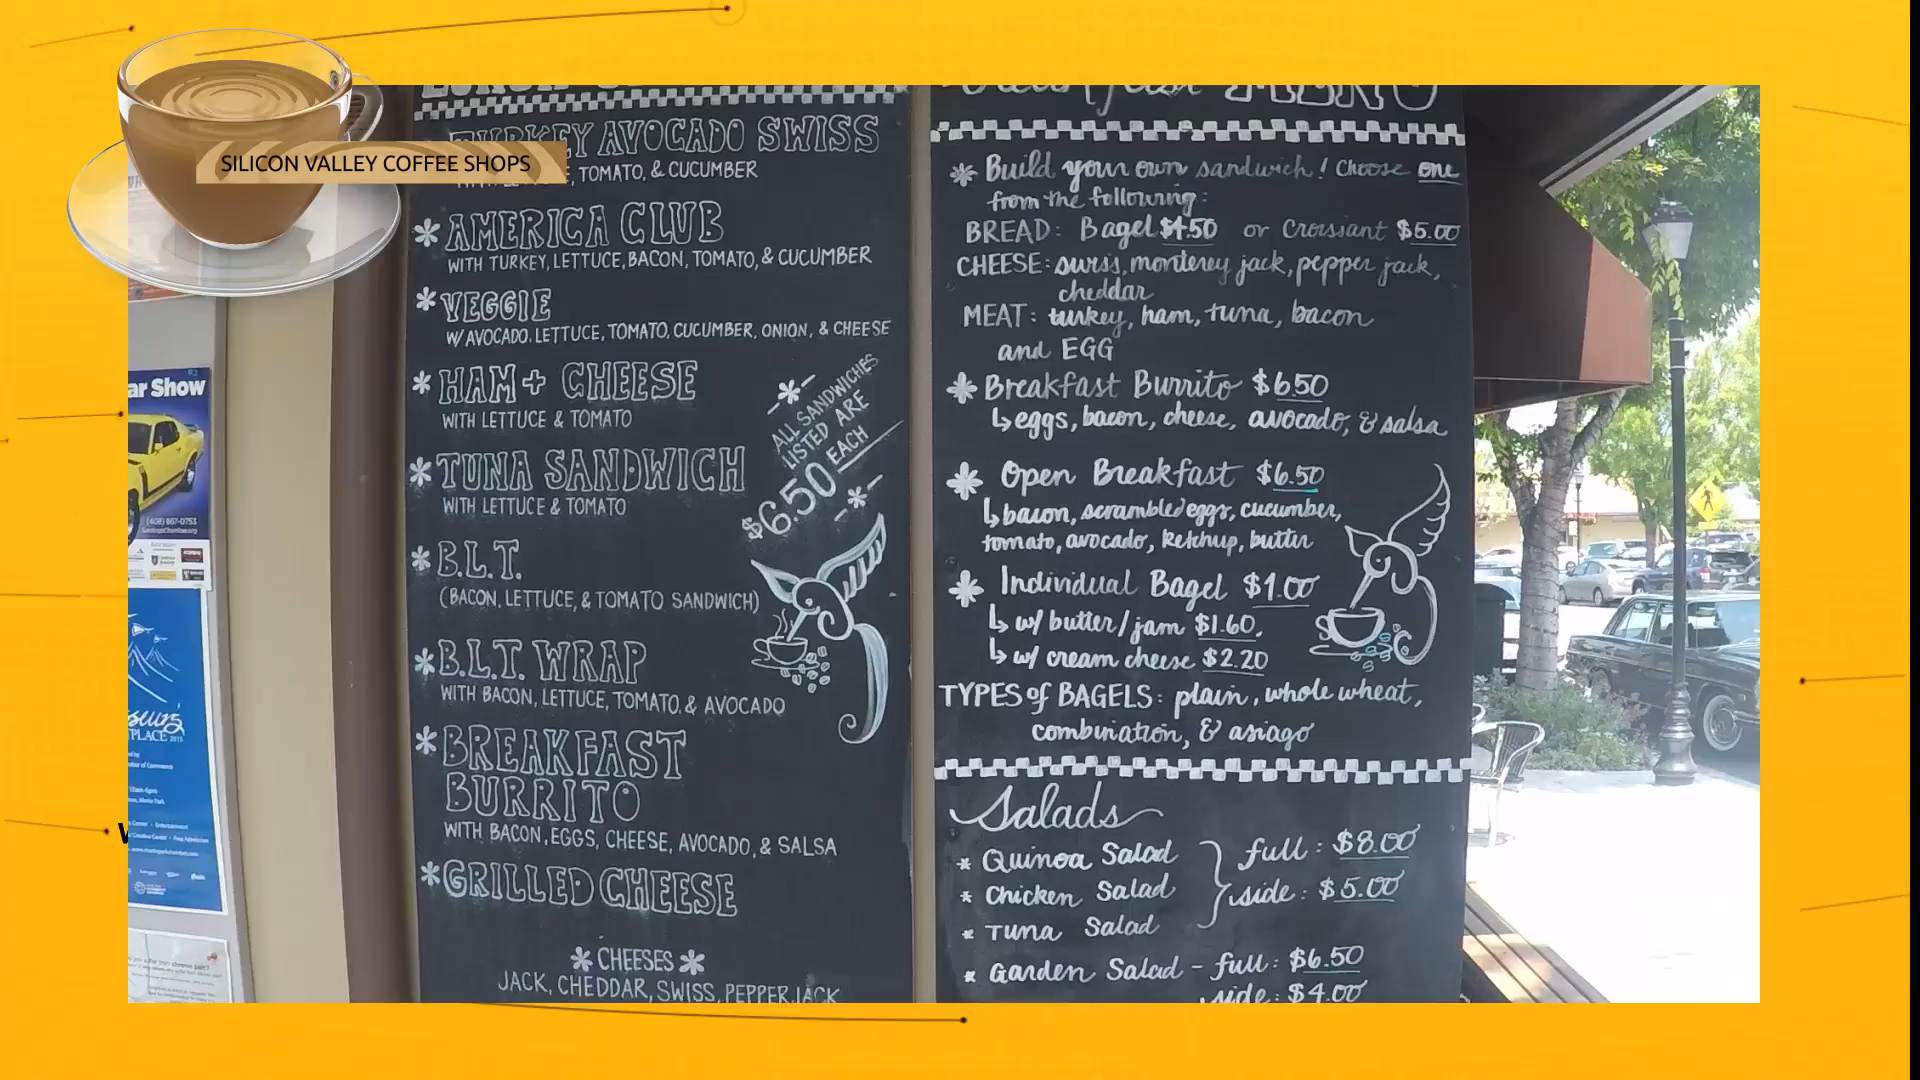 SILICON VALLEY COFFEE SHOPS
AVOCADO SWISS
TOMATO, & CUCUMBER
* AMERICA CLUB
WITH TURKEY, LETTUCE, BACON, TOMATO, & CUCUMBER
* VEGGIE
W/ AVOCADO, LETTUCE, TOMATO, CUCUMBER, ONION, & CHEESE
* HAM + CHEESE
WITH LETTUCE & TOMATO
* TUNA SANDWICH
WITH LETTUCE & TOMATO
* B.L.T.
(BACON, LETTUCE, & TOMATO SANDWICH)
* B.L.T. WRAP
WITH BACON, LETTUCE, TOMATO, & AVOCADO
* BREAKFAST
BURRITO
WITH BACON, EGGS, CHEESE, AVOCADO, & SALSA
* GRILLED CHEESE
* CHEESES *
JACK, CHEDDAR, SWISS, PEPPER JACK
-*-
ALL SANDWICHES
LISTED ARE
$6.50 EACH
-*-
MENU
* Build your own sandwich! Choose one
from the following:
BREAD: Bagel $4.50 or Croissant $5.00
CHEESE: swiss, monterey jack, pepper jack,
cheddar
MEAT: turkey, ham, tuna, bacon
and EGG
* Breakfast Burrito $6.50
↳ eggs, bacon, cheese, avocado, & salsa
* Open Breakfast $6.50
↳ bacon, scrambled eggs, cucumber,
tomato, avocado, ketchup, butter
* Individual Bagel $1.00
↳ w/ butter/jam $1.60,
↳ w/ cream cheese $2.20
TYPES of BAGELS: plain, whole wheat,
combination, & asiago
Salads
* Quinoa Salad
* Chicken Salad
* Tuna Salad
full: $8.00
side: $5.00
* Garden Salad - full: $6.50
side: $4.00
ar Show
(408) 867-0753
PLACE 2015